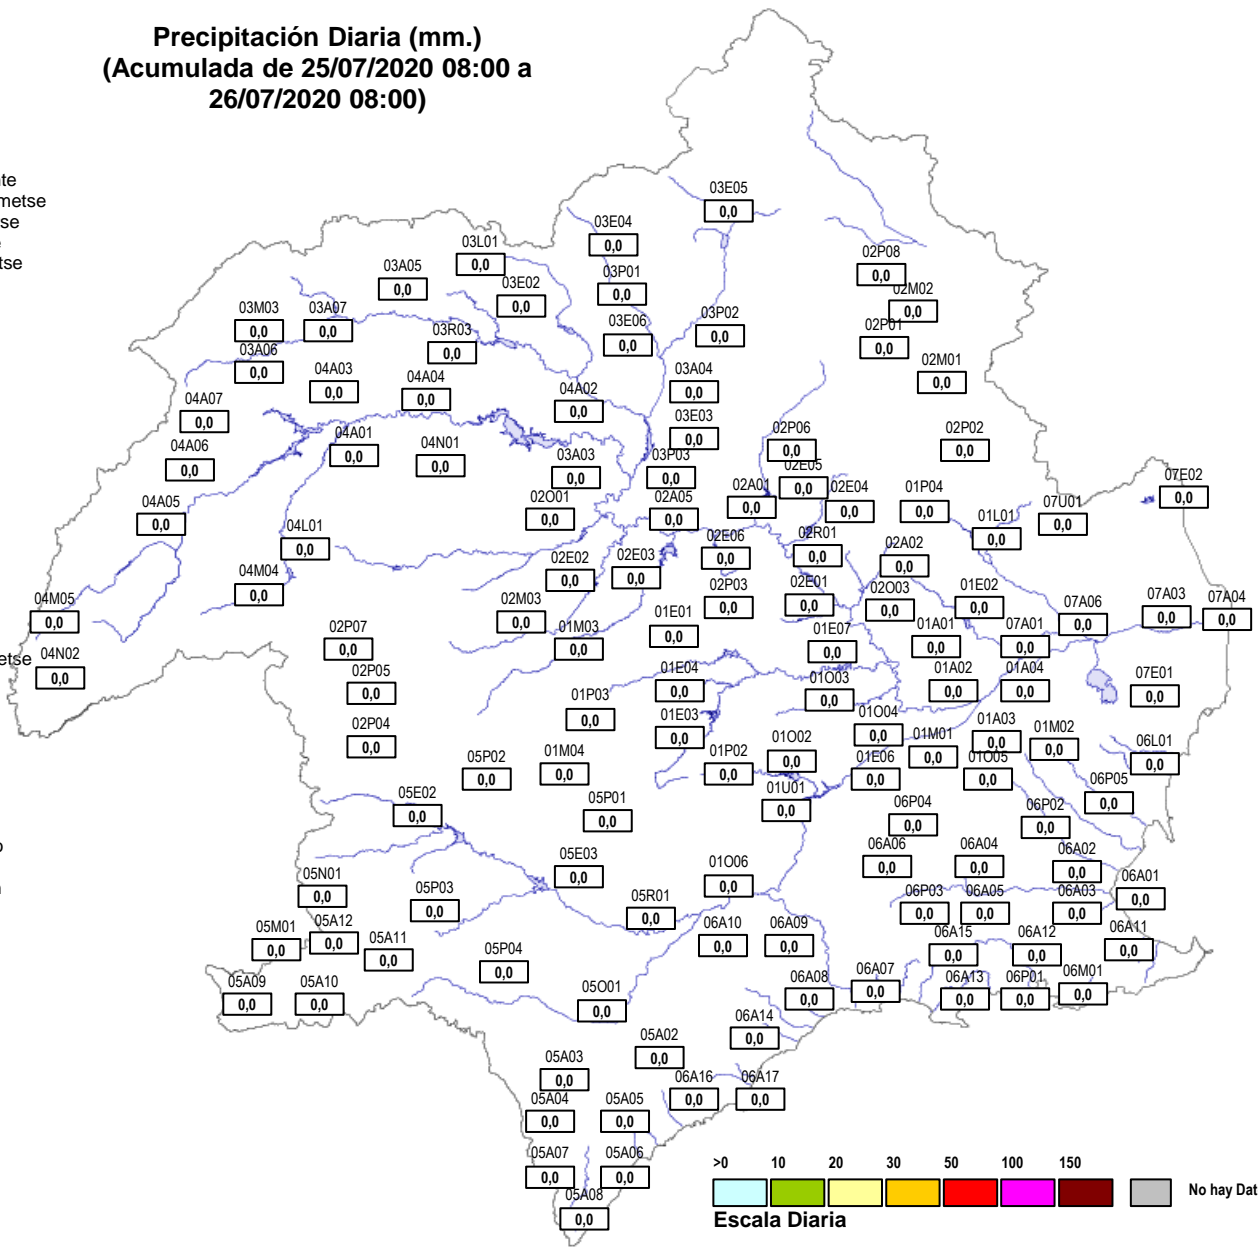 Precipitación Diaria (mm.)
(Acumulada de 25/07/2020 08:00 a
26/07/2020 08:00)
te
metse
se
tse
03E05
0,0
03E04
0,0
03L01
0,0
02P08
0,0
03A05
0,0
03P01
0,0
03E02
0,0
02M02
0,0
03M03
0,0
03A07
0,0
03P02
0,0
03E06
0,0
03R03
0,0
02P01
0,0
03A06
0,0
02M01
0,0
04A03
0,0
04A04
0,0
03A04
0,0
04A02
0,0
04A07
0,0
03E03
0,0
02P06
0,0
02P02
0,0
04A01
0,0
04N01
0,0
04A06
0,0
03A03
0,0
03P03
0,0
02E05
0,0
07E02
0,0
02A01
0,0
02E04
0,0
01P04
0,0
04A05
0,0
02O01
0,0
02A05
0,0
07U01
0,0
01L01
0,0
04L01
0,0
02E06
0,0
02R01
0,0
02A02
0,0
02E02
0,0
02E03
0,0
04M04
0,0
04M05
0,0
02M03
0,0
02P03
0,0
02E01
0,0
02O03
0,0
01E02
0,0
07A06
0,0
07A03
0,0
07A04
0,0
02P07
0,0
01M03
0,0
01E01
0,0
01E07
0,0
01A01
0,0
07A01
0,0
etse
04N02
0,0
02P05
0,0
01E04
0,0
01O03
0,0
01A02
0,0
01A04
0,0
07E01
0,0
01P03
0,0
02P04
0,0
01E03
0,0
01O04
0,0
01A03
0,0
01M02
0,0
05P02
0,0
01M04
0,0
01P02
0,0
01O02
0,0
01M01
0,0
01E06
0,0
01O05
0,0
06L01
0,0
05E02
0,0
05P01
0,0
01U01
0,0
06P04
0,0
06P02
0,0
06P05
0,0
o
05E03
0,0
01O06
0,0
06A06
0,0
06A04
0,0
06A02
0,0
05N01
0,0
05P03
0,0
05R01
0,0
06P03
0,0
06A05
0,0
06A03
0,0
06A01
0,0
05M01
0,0
05A12
0,0
05A11
0,0
05P04
0,0
06A10
0,0
06A09
0,0
06A15
0,0
06A12
0,0
06A11
0,0
05A09
0,0
05A10
0,0
05O01
0,0
06A08
0,0
06A07
0,0
06A13
0,0
06P01
0,0
06M01
0,0
05A02
0,0
06A14
0,0
05A03
0,0
06A16
0,0
06A17
0,0
05A04
0,0
05A05
0,0
05A07
0,0
05A06
0,0
05A08
0,0
>0 10 20 30 50 100 150
No hay Dat
Escala Diaria